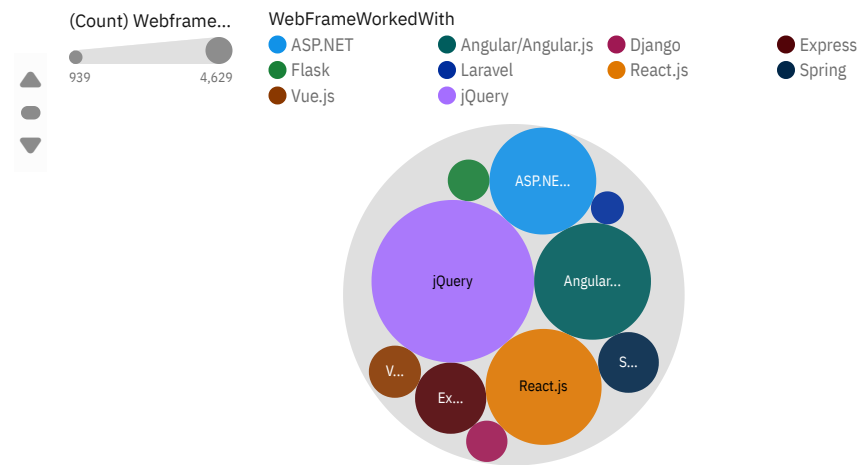 (Count) Webframe...
939 4,629
WebFrameWorkedWith
ASP.NET Angular/Angular.js Django Express
Flask Laravel React.js Spring
Vue.js jQuery
ASP.NE...
jQuery Angular...
S...
V... React.js
Ex...